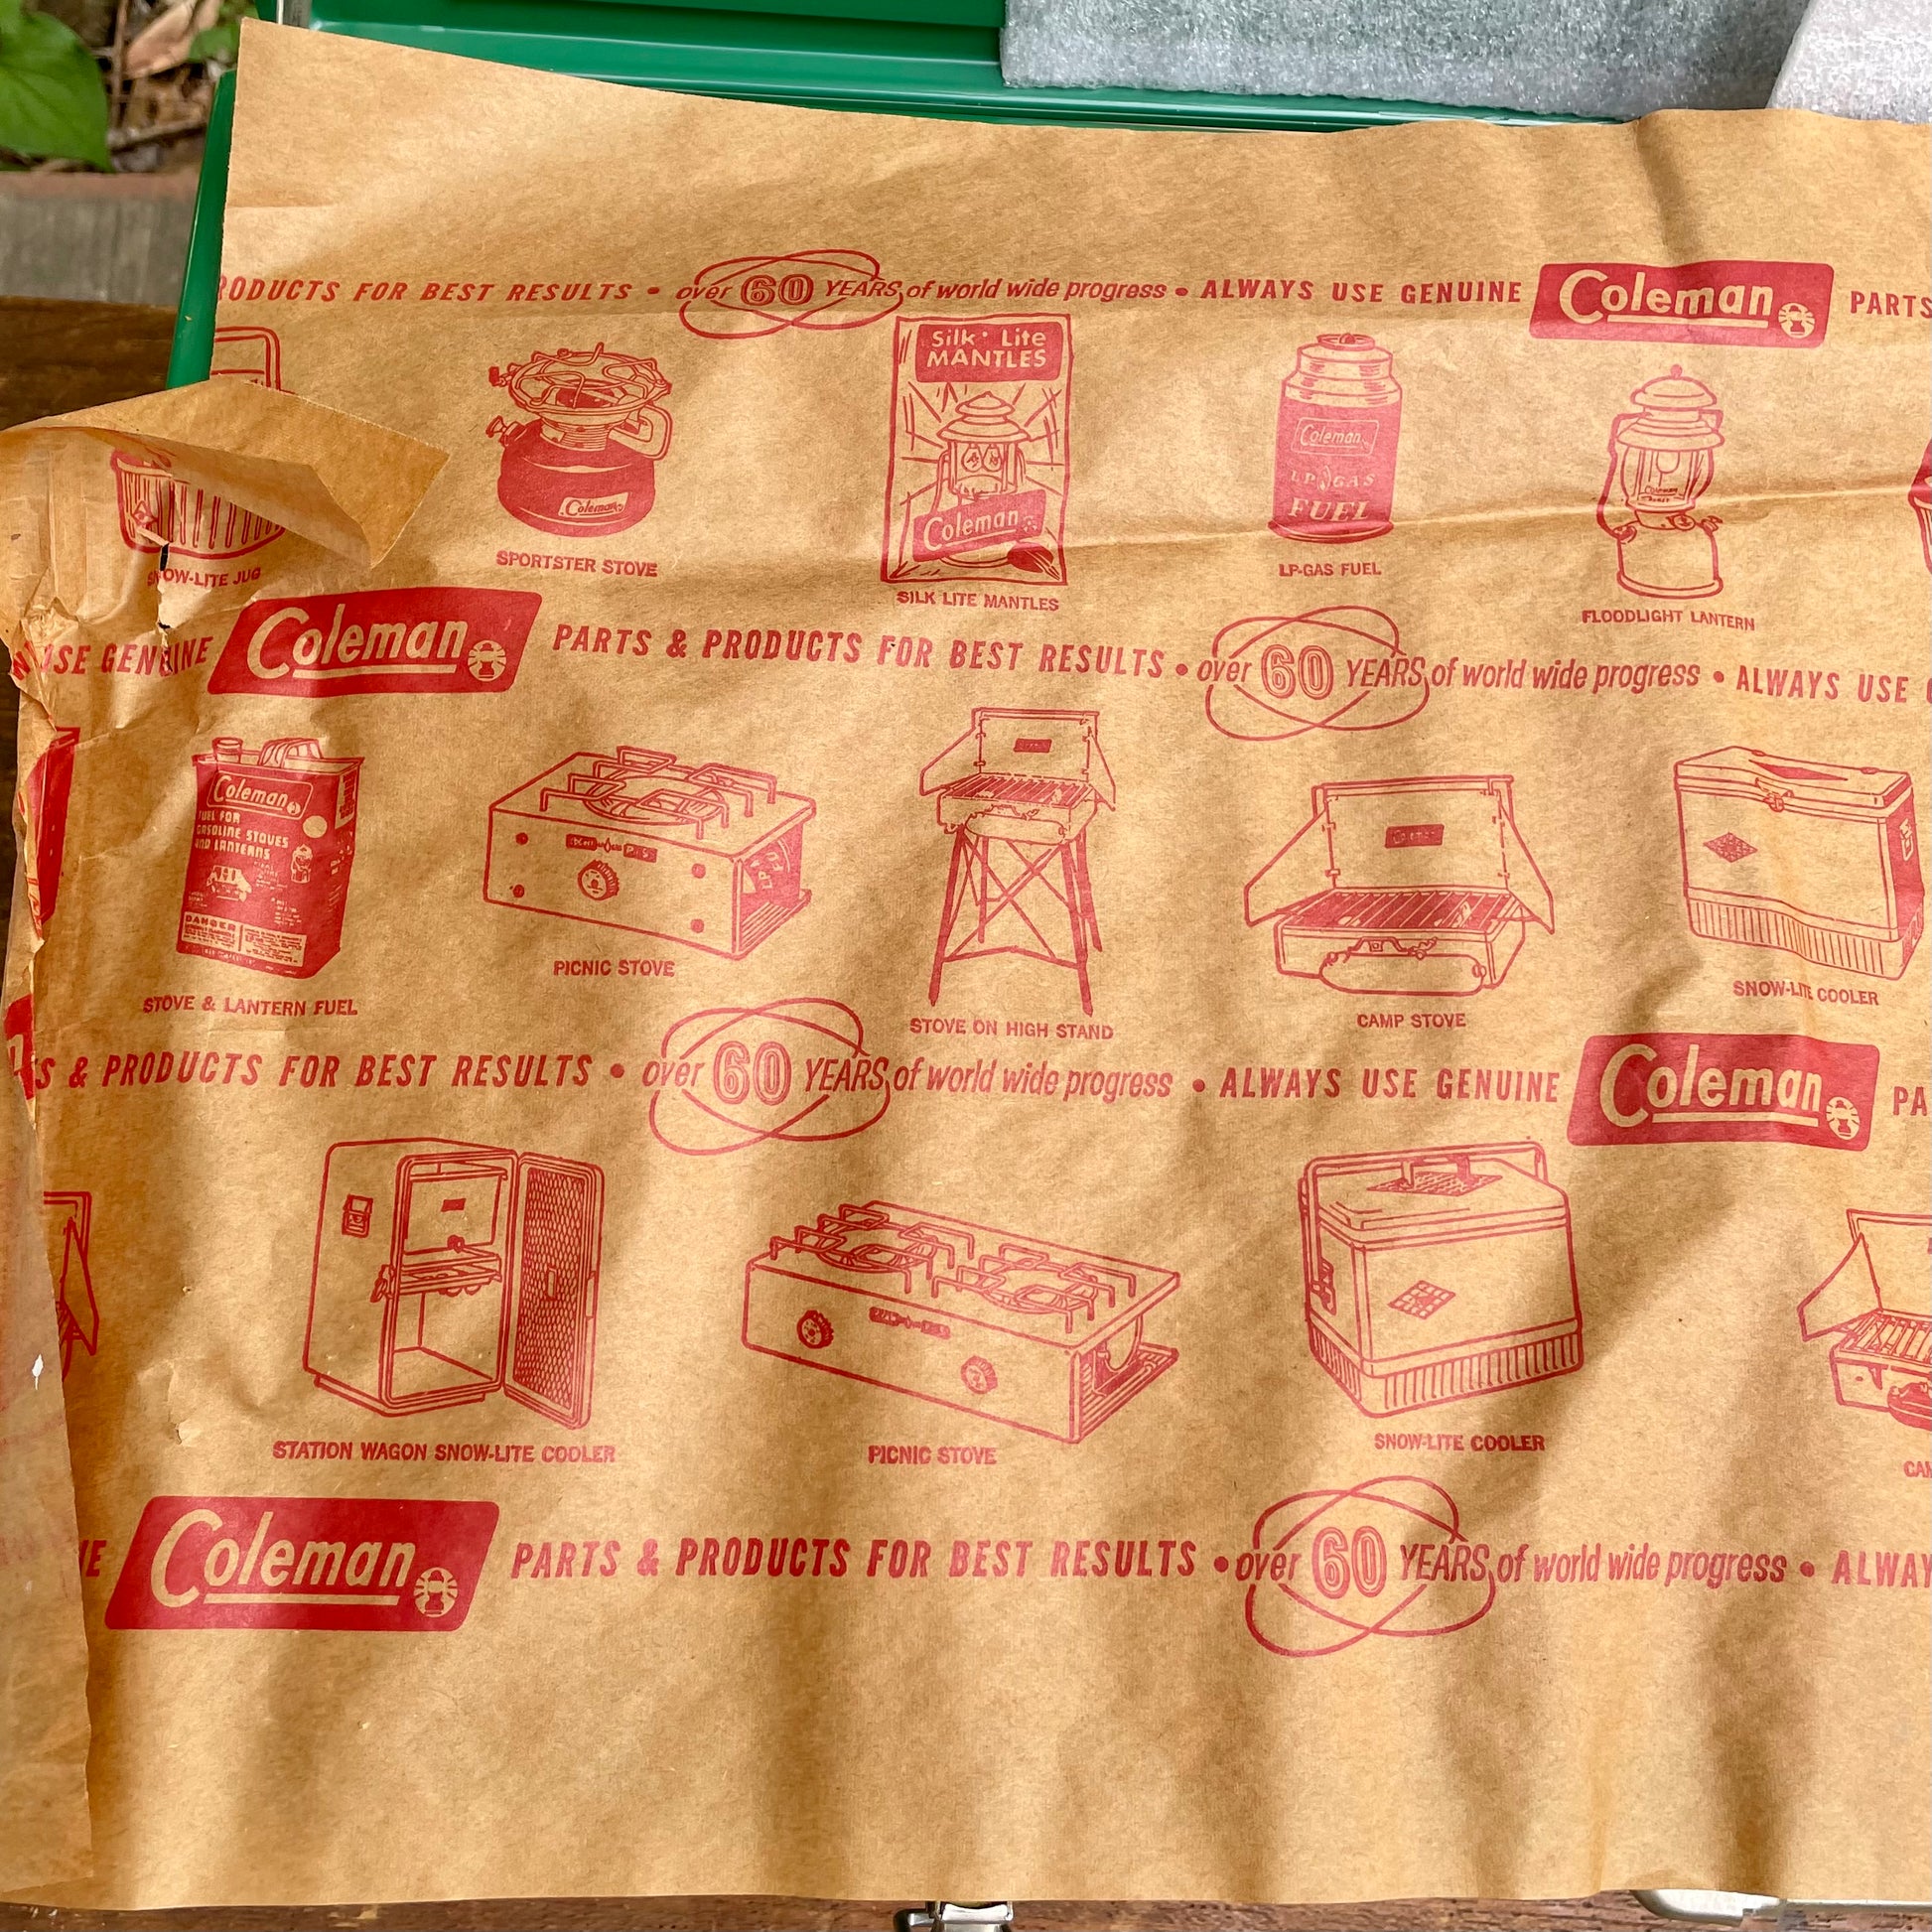 PRODUCTS FOR BEST RESULTS • over 60 YEARS of world wide progress • ALWAYS USE GENUINE Coleman PARTS
Silk · Lite
MANTLES
Coleman
Coleman
LP GAS
FUEL
Coleman
Coleman
SNOW-LITE JUG
SPORTSTER STOVE
SILK LITE MANTLES
LP-GAS FUEL
FLOODLIGHT LANTERN
USE GENUINE Coleman PARTS & PRODUCTS FOR BEST RESULTS • over 60 YEARS of world wide progress • ALWAYS USE
Coleman
FUEL FOR
GASOLINE STOVES
AND LANTERNS
DANGER
STOVE & LANTERN FUEL
PICNIC STOVE
STOVE ON HIGH STAND
CAMP STOVE
SNOW-LITE COOLER
S & PRODUCTS FOR BEST RESULTS • over 60 YEARS of world wide progress • ALWAYS USE GENUINE Coleman PA
STATION WAGON SNOW-LITE COOLER
PICNIC STOVE
SNOW-LITE COOLER
CAM
Coleman PARTS & PRODUCTS FOR BEST RESULTS • over 60 YEARS of world wide progress • ALWAY